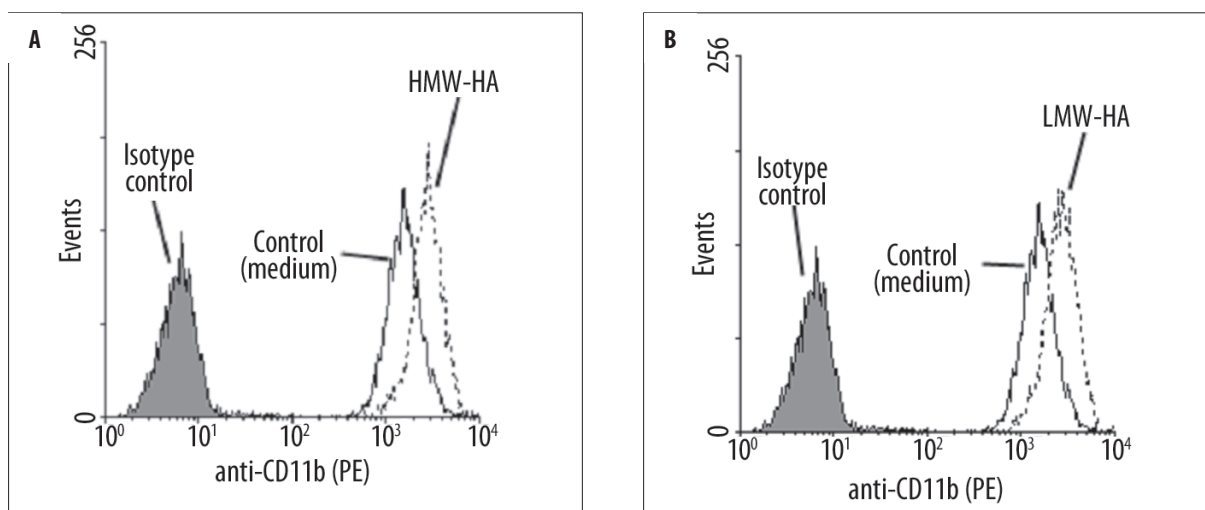 A
256
HMW-HA
Isotype
control
Control
(medium)
Events
0
10⁰ 10¹ 10² 10³ 10⁴
anti-CD11b (PE)
B
256
LMW-HA
Isotype
control
Control
(medium)
Events
0
10⁰ 10¹ 10² 10³ 10⁴
anti-CD11b (PE)